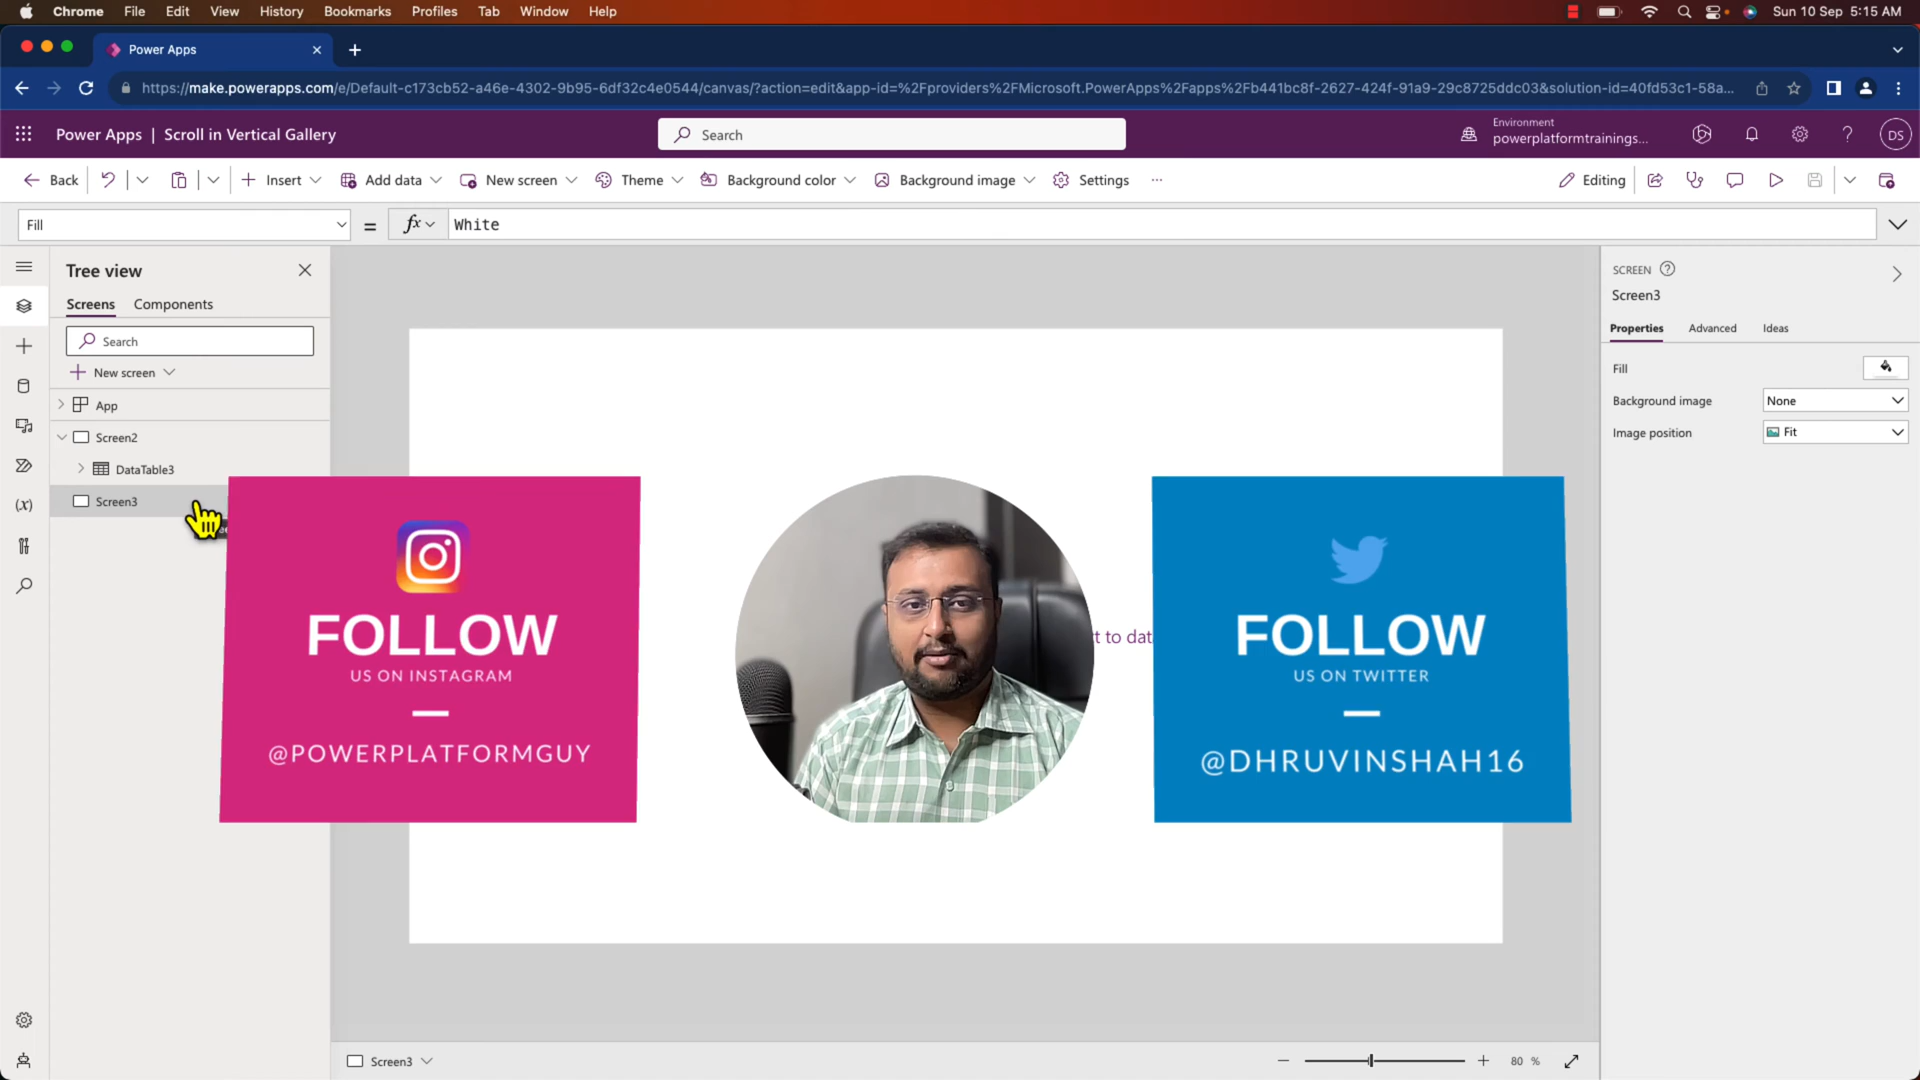 Chrome File Edit View History Bookmarks Profiles Tab Window Help
Sun 10 Sep 5:15 AM
Power Apps
https://make.powerapps.com/e/Default-c173cb52-a46e-4302-9b95-6df32c4e0544/canvas/?action=edit&app-id=%2Fproviders%2FMicrosoft.PowerApps%2Fapps%2Fb441bc8f-2627-424f-91a9-29c8725ddc03&solution-id=40fd53c1-58a...
Power Apps | Scroll in Vertical Gallery
Search
Environment
powerplatformtrainings...
DS
Back Insert Add data New screen Theme Background color Background image Settings ... Editing
Fill = fx White
Tree view
Screens Components
Search
New screen
App
Screen2
DataTable3
Screen3
SCREEN
Screen3
Properties Advanced Ideas
Fill
Background image None
Image position Fit
FOLLOW
US ON INSTAGRAM
@POWERPLATFORMGUY
t to dat
FOLLOW
US ON TWITTER
@DHRUVINSHAH16
(x)
Screen3
80 %